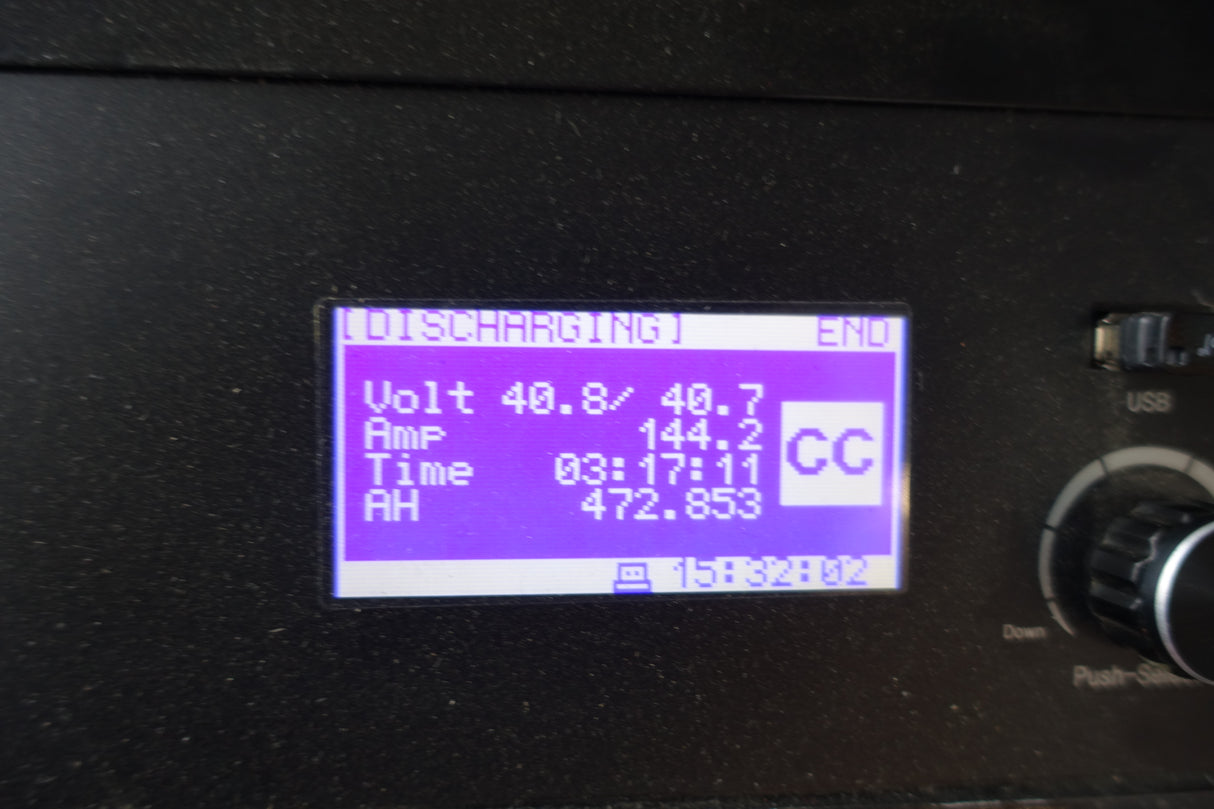 [DISCHARGING] END
Volt 40.8/ 40.7
Amp 144.2
Time 03:17:11
AH 472.853
CC
15:32:02
USB
Down